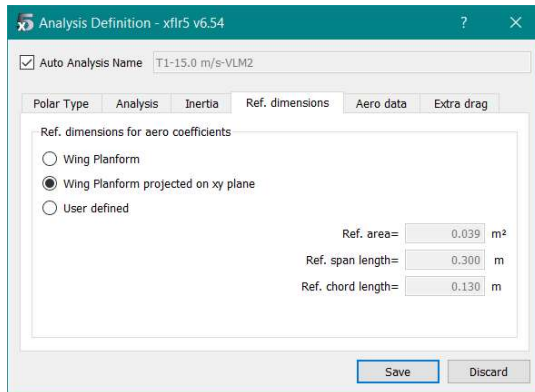 Analysis Definition - xflr5 v6.54
Auto Analysis Name T1-15.0 m/s-VLM2
Polar Type Analysis Inertia Ref. dimensions Aero data Extra drag
Ref. dimensions for aero coefficients
Wing Planform
Wing Planform projected on xy plane
User defined
Ref. area= 0.039 m²
Ref. span length= 0.300 m
Ref. chord length= 0.130 m
Save Discard